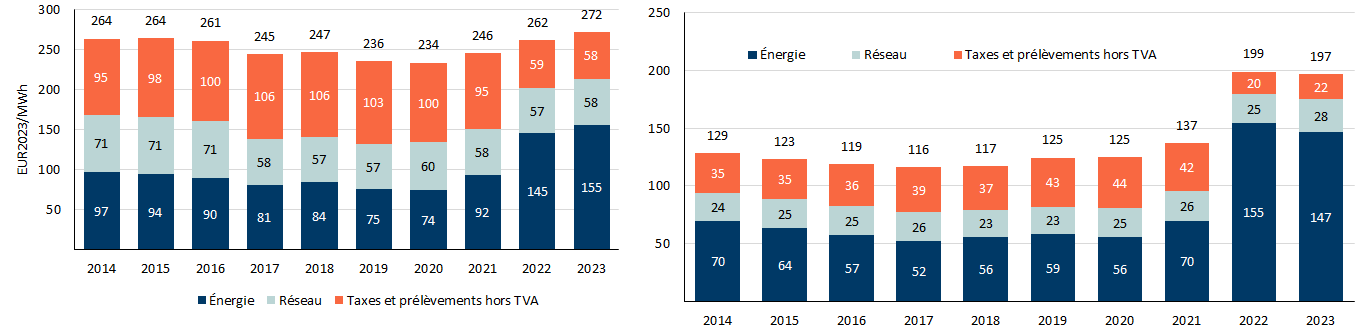 300
250
200
150
100
50
EUR2023/MWh
264 264 261 245 247 236 234 246 262 272
95 98 100 106 106 103 100 95 59 58
71 71 71 58 57 57 60 58 57 58
97 94 90 81 84 75 74 92 145 155
2014 2015 2016 2017 2018 2019 2020 2021 2022 2023
Énergie Réseau Taxes et prélèvements hors TVA
250
200
150
100
50
Énergie Réseau Taxes et prélèvements hors TVA
129 123 119 116 117 125 125 137 199 197
35 35 36 39 37 43 44 42 20 22
24 25 25 26 23 23 25 26 25 28
70 64 57 52 56 59 56 70 155 147
2014 2015 2016 2017 2018 2019 2020 2021 2022 2023